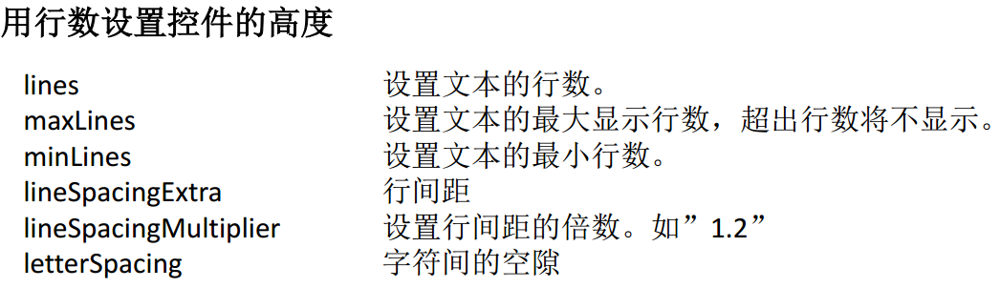 用行数设置控件的高度
lines 设置文本的行数。
maxLines 设置文本的最大显示行数，超出行数将不显示。
minLines 设置文本的最小行数。
lineSpacingExtra 行间距
lineSpacingMultiplier 设置行间距的倍数。如”1.2”
letterSpacing 字符间的空隙